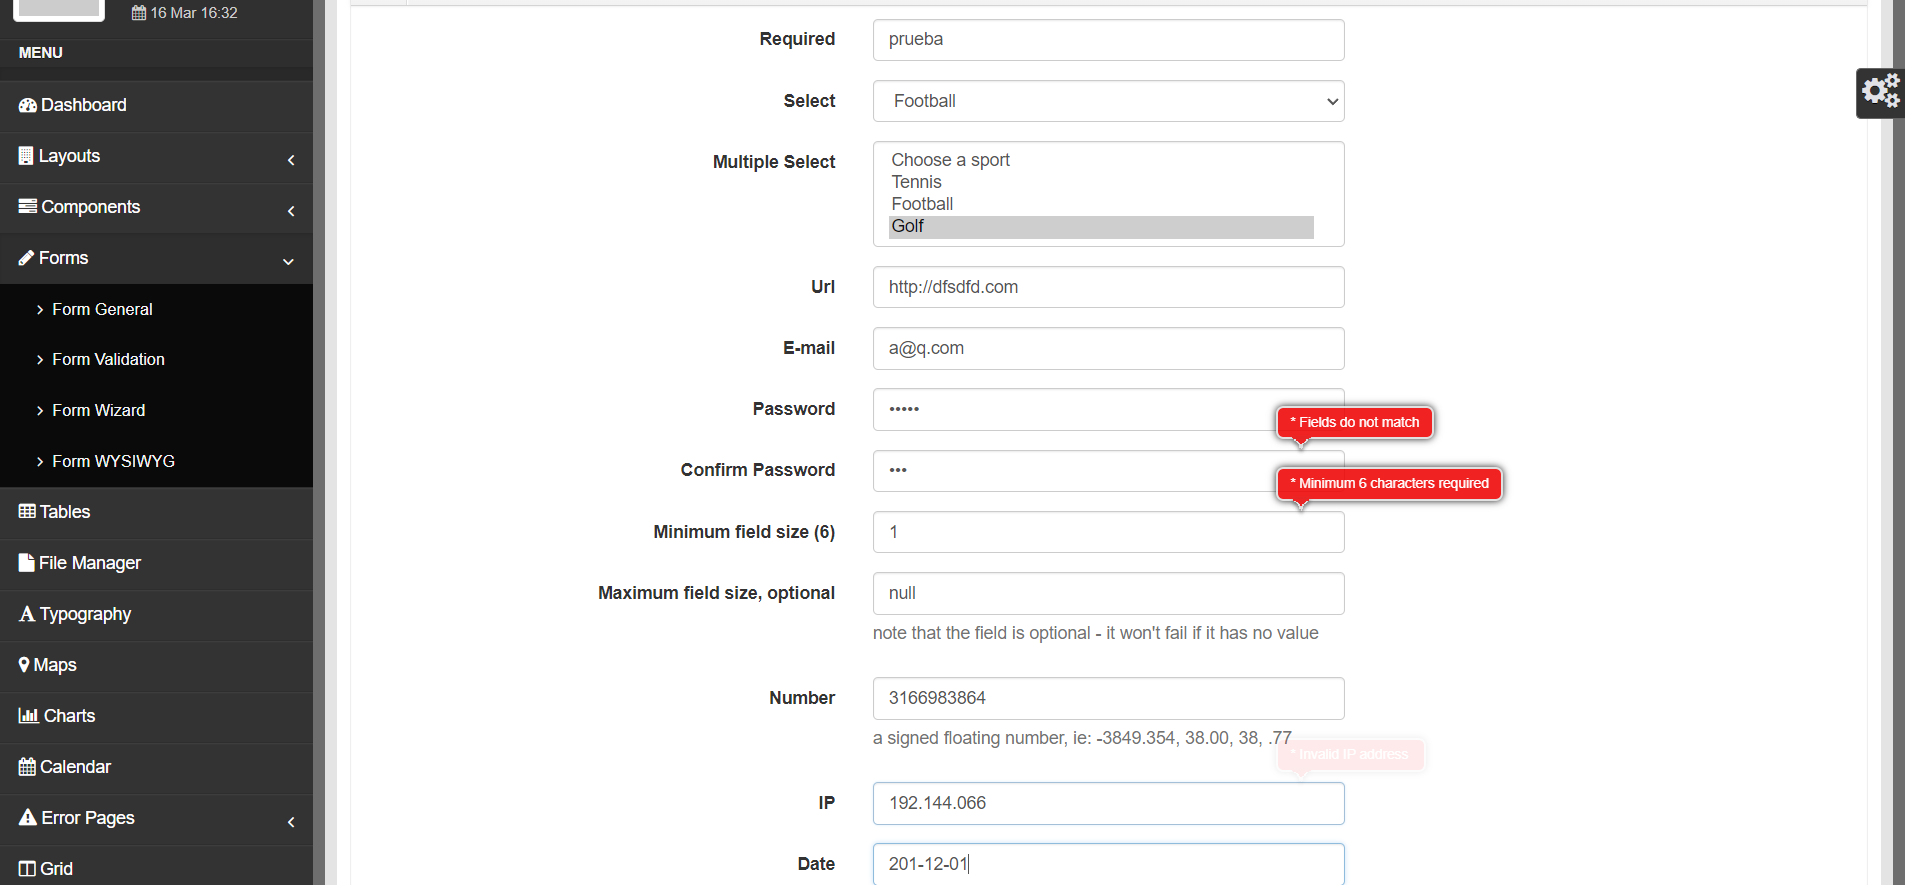 16 Mar 16:32
MENU
Dashboard
Layouts
Components
Forms
Form General
Form Validation
Form Wizard
Form WYSIWYG
Tables
File Manager
Typography
Maps
Charts
Calendar
Error Pages
Grid
Required
prueba
Select
Football
Multiple Select
Choose a sport
Tennis
Football
Golf
Url
http://dfsdfd.com
E-mail
a@q.com
Password
•••••
* Fields do not match
Confirm Password
•••
* Minimum 6 characters required
Minimum field size (6)
1
Maximum field size, optional
null
note that the field is optional - it won't fail if it has no value
Number
3166983864
a signed floating number, ie: -3849.354, 38.00, 38, .77
* Invalid IP address
IP
192.144.066
Date
201-12-01